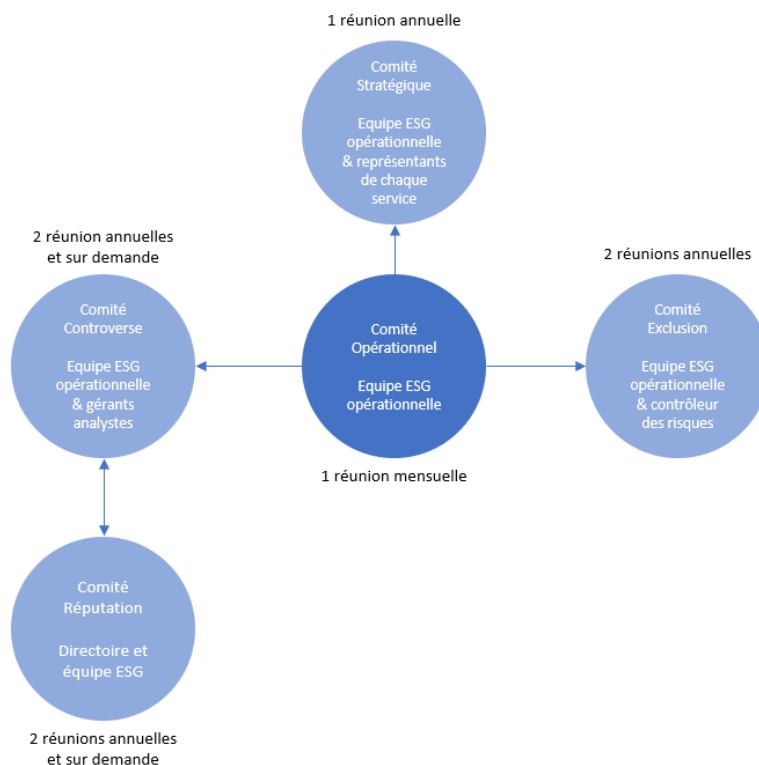 1 réunion annuelle
Comité
Stratégique
Equipe ESG
opérationnelle
& représentants
de chaque
service
2 réunion annuelles
et sur demande
Comité
Controverse
Equipe ESG
opérationnelle
& gérants
analystes
Comité
Opérationnel
Equipe ESG
opérationnelle
1 réunion mensuelle
2 réunions annuelles
Comité
Exclusion
Equipe ESG
opérationnelle
& contrôleur
des risques
Comité
Réputation
Directoire et
équipe ESG
2 réunions annuelles
et sur demande